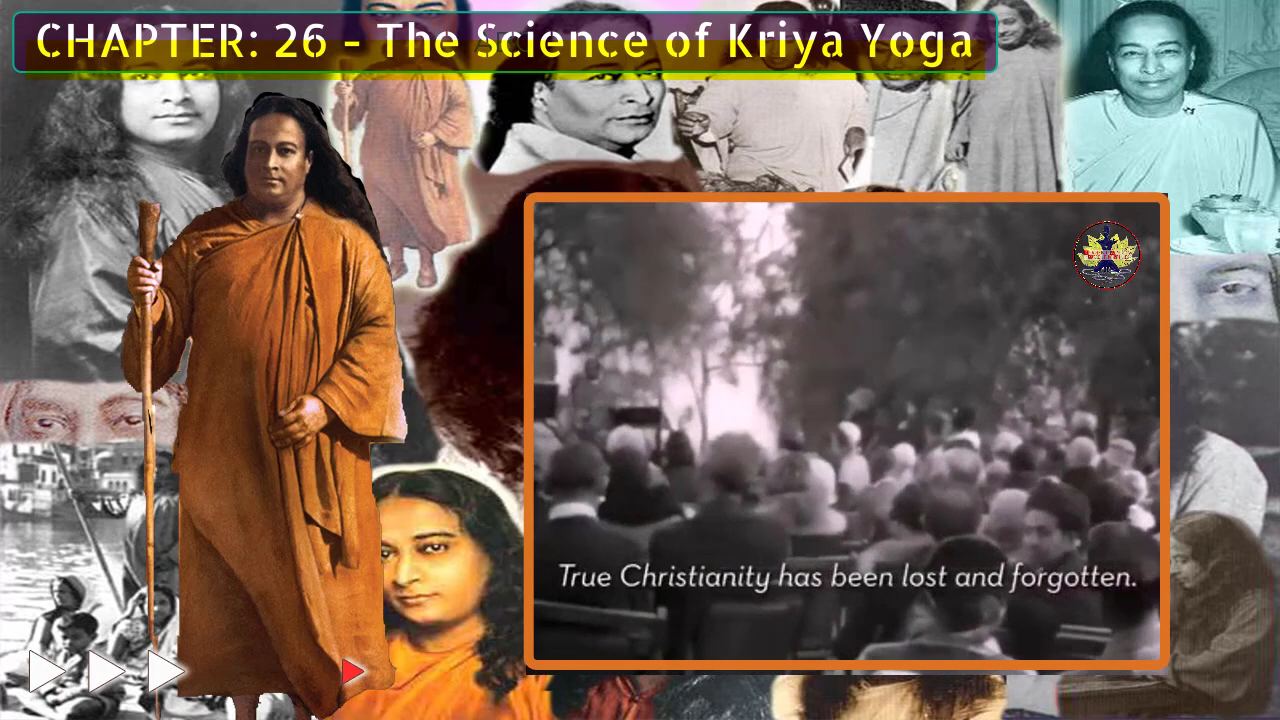 CHAPTER: 26 - The Science of Kriya Yoga
True Christianity has been lost and forgotten.